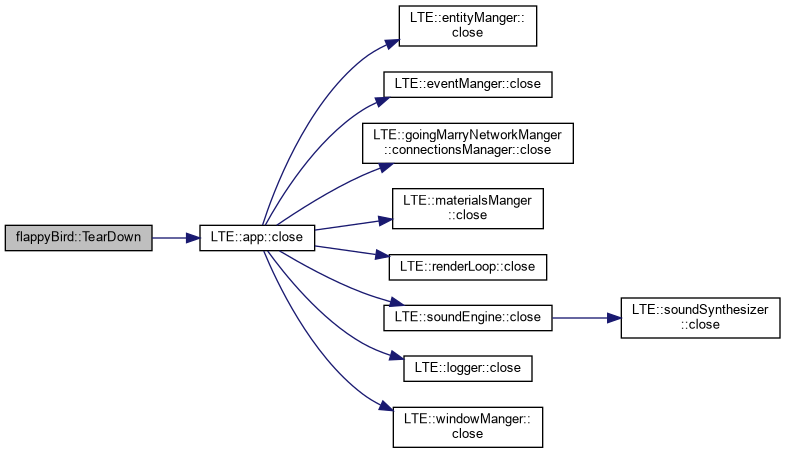 LTE::entityManger::
close
LTE::eventManger::close
LTE::goingMarryNetworkManger
::connectionsManager::close
LTE::materialsManger
::close
flappyBird::TearDown
LTE::app::close
LTE::renderLoop::close
LTE::soundEngine::close
LTE::soundSynthesizer
::close
LTE::logger::close
LTE::windowManger::
close